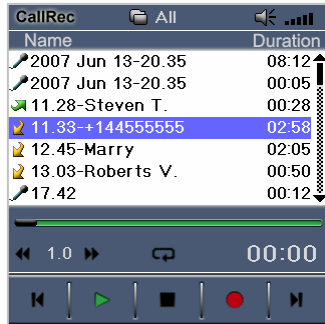 CallRec All
Name Duration
2007 Jun 13-20.35 08:12
2007 Jun 13-20.35 00:05
11.28-Steven T. 00:28
11.33-+144555555 02:58
12.45-Marry 02:05
13.03-Roberts V. 00:50
17.42 00:12
1.0 00:00